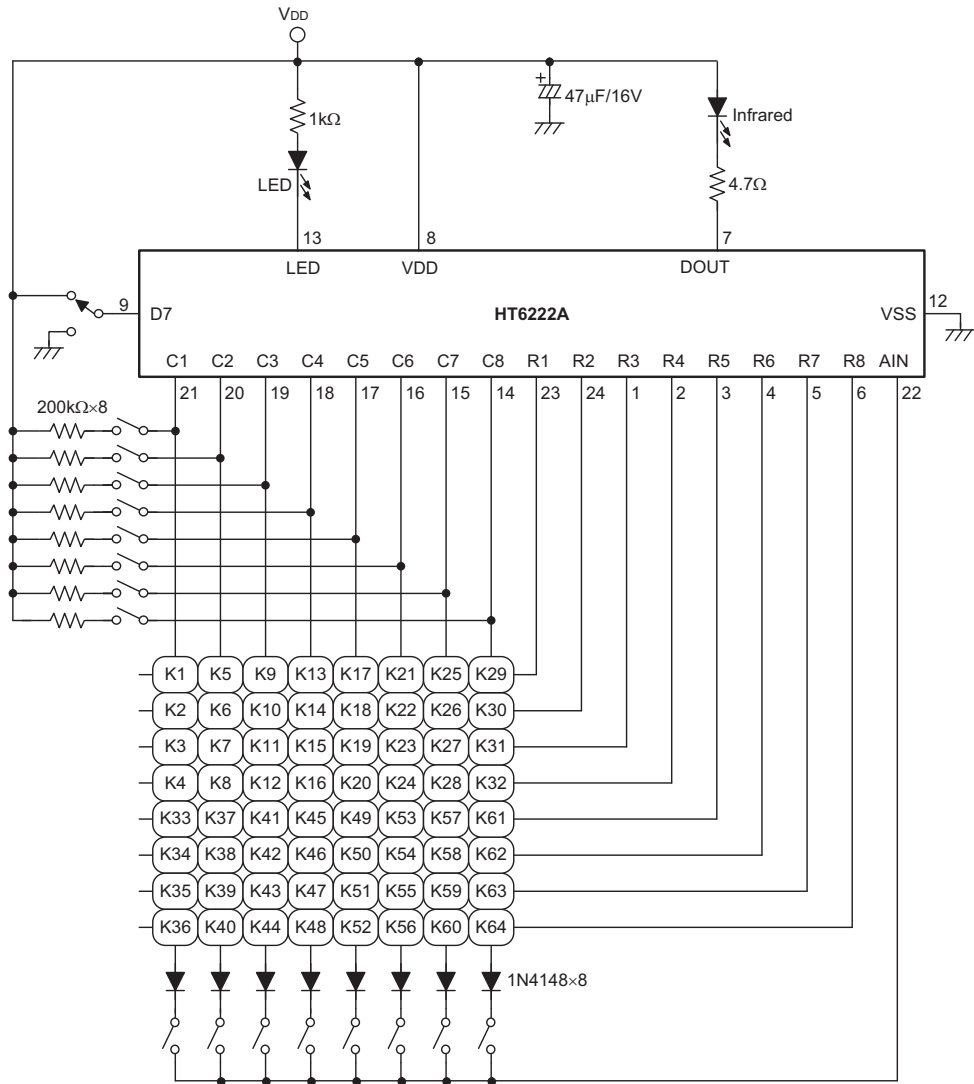 VDD
47μF/16V
Infrared
1kΩ
LED
4.7Ω
13 8 7
LED VDD DOUT
9 D7 HT6222A VSS 12
C1 C2 C3 C4 C5 C6 C7 C8 R1 R2 R3 R4 R5 R6 R7 R8 AIN
21 20 19 18 17 16 15 14 23 24 1 2 3 4 5 6 22
200kΩ×8
K1 K5 K9 K13 K17 K21 K25 K29
K2 K6 K10 K14 K18 K22 K26 K30
K3 K7 K11 K15 K19 K23 K27 K31
K4 K8 K12 K16 K20 K24 K28 K32
K33 K37 K41 K45 K49 K53 K57 K61
K34 K38 K42 K46 K50 K54 K58 K62
K35 K39 K43 K47 K51 K55 K59 K63
K36 K40 K44 K48 K52 K56 K60 K64
1N4148×8